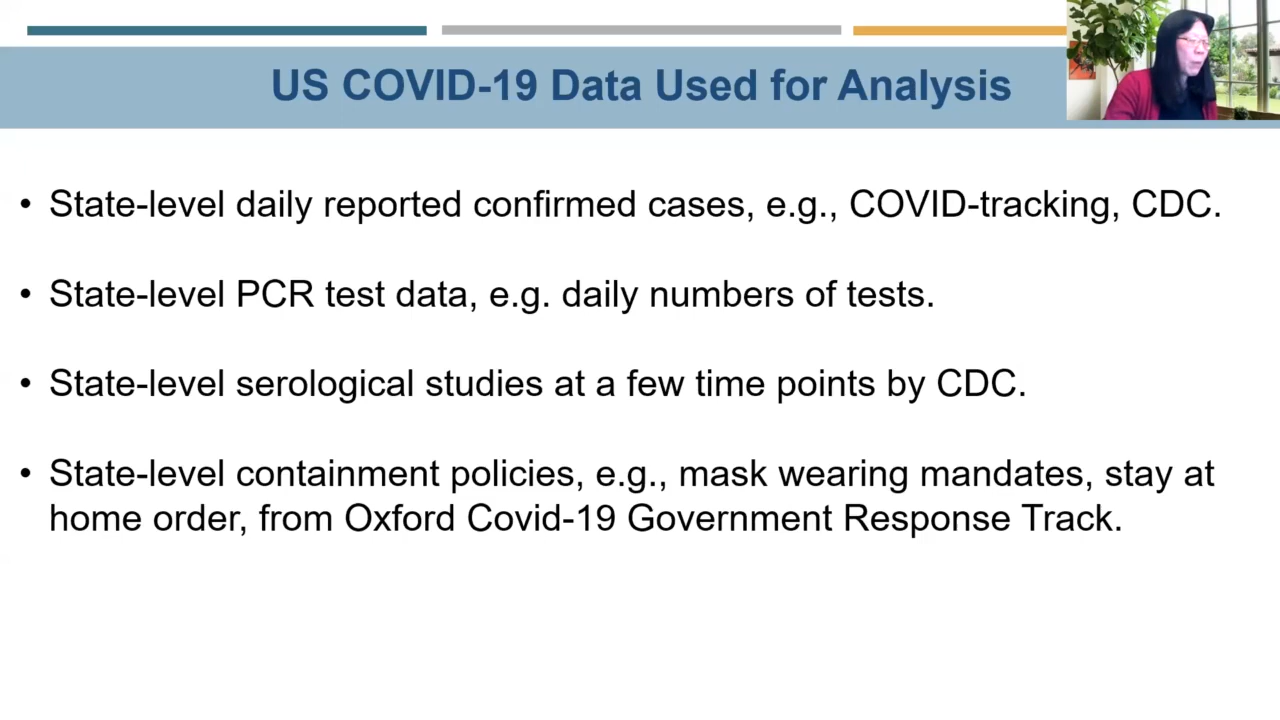 US COVID-19 Data Used for Analysis
• State-level daily reported confirmed cases, e.g., COVID-tracking, CDC.
• State-level PCR test data, e.g. daily numbers of tests.
• State-level serological studies at a few time points by CDC.
• State-level containment policies, e.g., mask wearing mandates, stay at
home order, from Oxford Covid-19 Government Response Track.